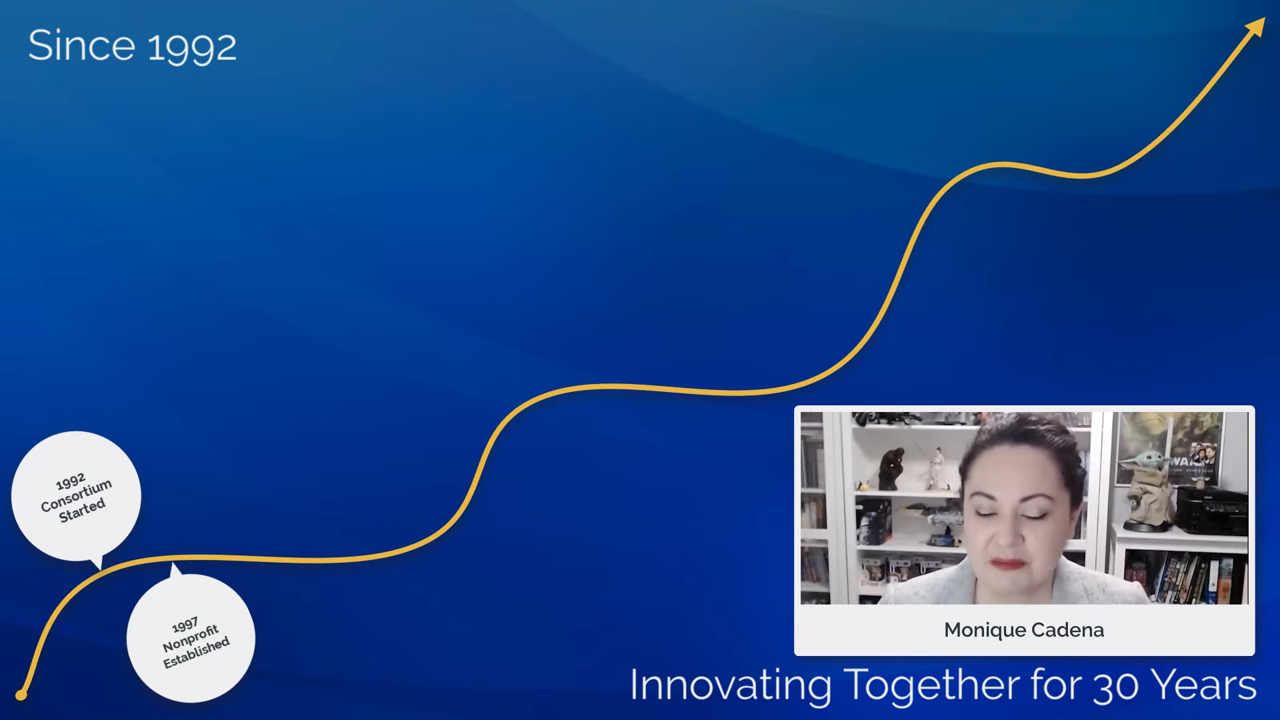 Since 1992
1992
Consortium
Started
1997
Nonprofit
Established
Monique Cadena
Innovating Together for 30 Years